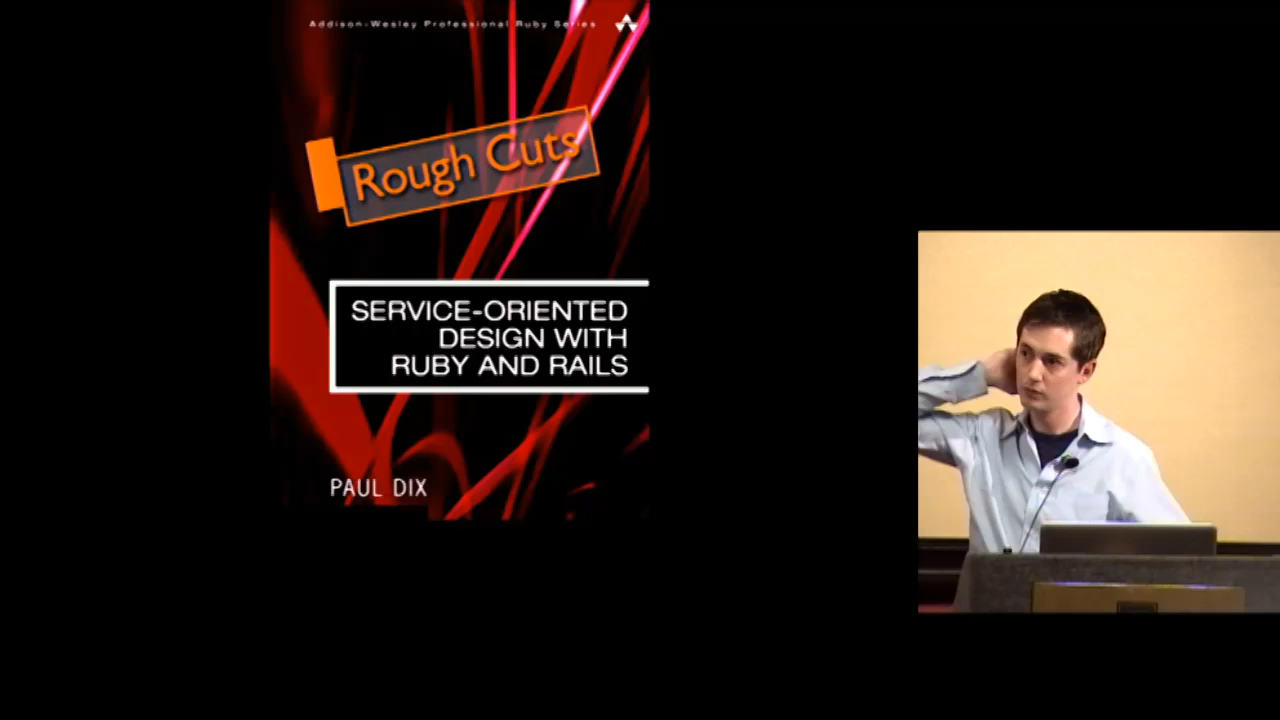 Addison-Wesley Professional Ruby Series
Rough Cuts
SERVICE-ORIENTED
DESIGN WITH
RUBY AND RAILS
PAUL DIX